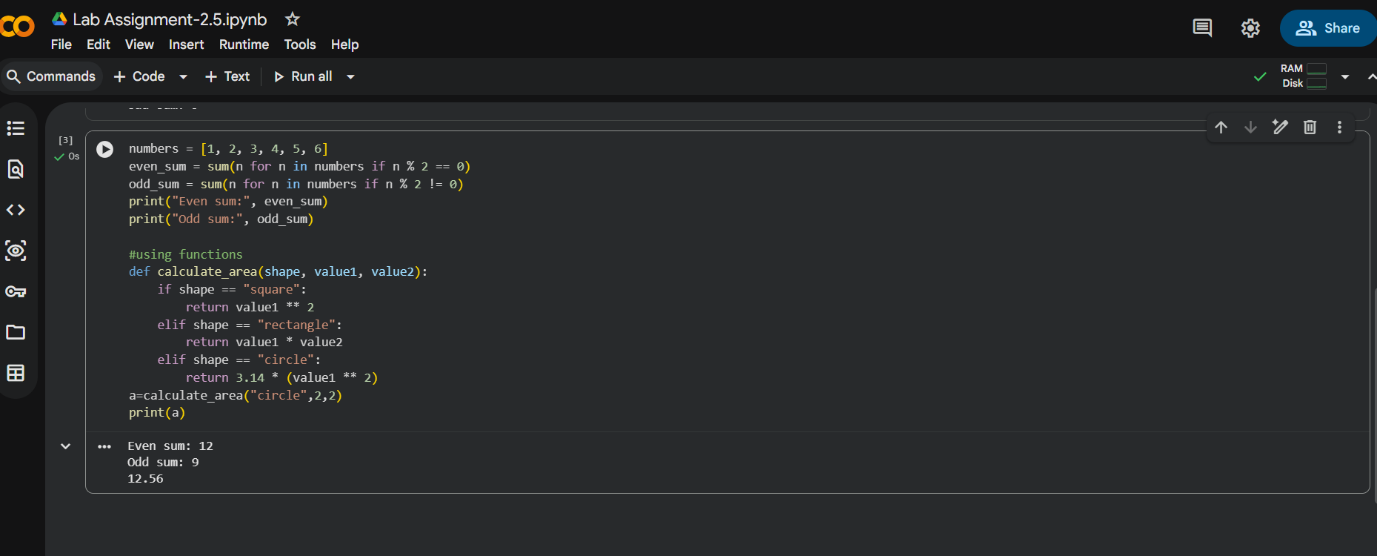 Lab Assignment-2.5.ipynb
File Edit View Insert Runtime Tools Help
Share
Commands + Code + Text Run all
RAM
Disk
[3]
0s
numbers = [1, 2, 3, 4, 5, 6]
even_sum = sum(n for n in numbers if n % 2 == 0)
odd_sum = sum(n for n in numbers if n % 2 != 0)
print("Even sum:", even_sum)
print("Odd sum:", odd_sum)
#using functions
def calculate_area(shape, value1, value2):
    if shape == "square":
        return value1 ** 2
    elif shape == "rectangle":
        return value1 * value2
    elif shape == "circle":
        return 3.14 * (value1 ** 2)
a=calculate_area("circle",2,2)
print(a)
Even sum: 12
Odd sum: 9
12.56